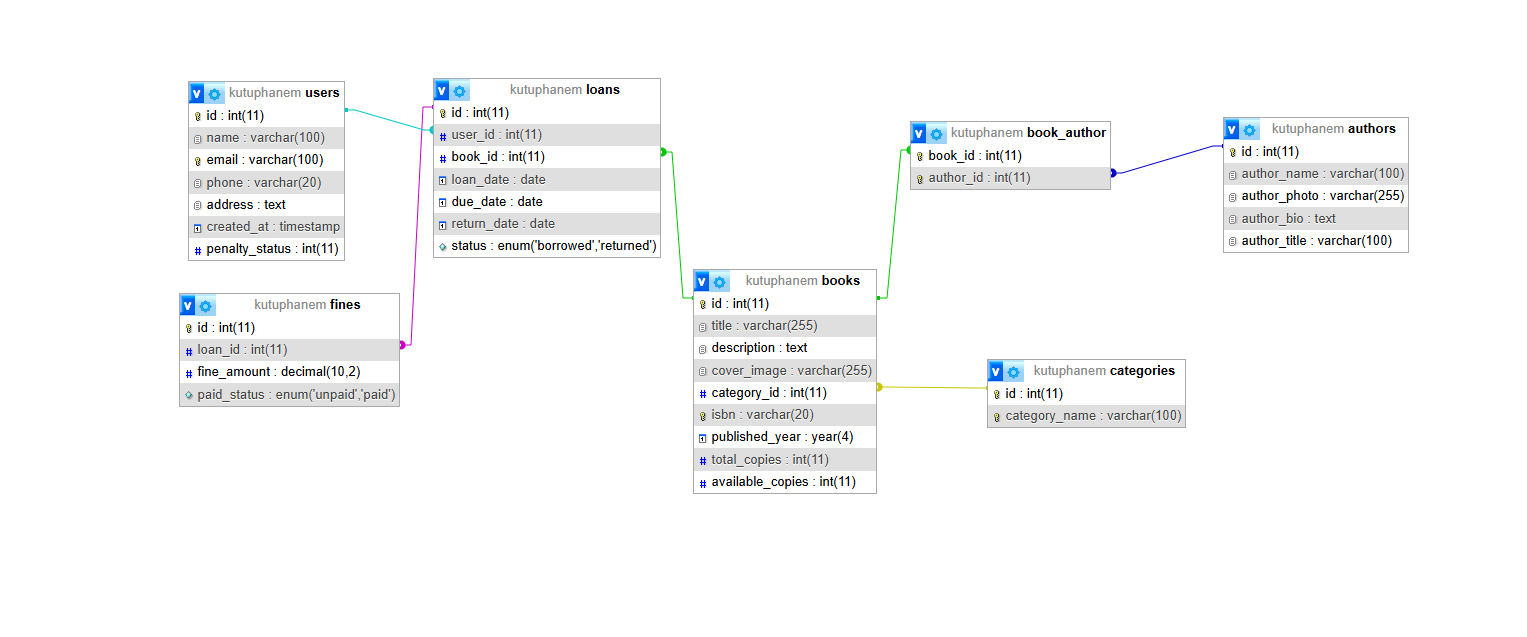 kutuphanem users
id : int(11)
name : varchar(100)
email : varchar(100)
phone : varchar(20)
address : text
created_at : timestamp
penalty_status : int(11)
kutuphanem loans
id : int(11)
user_id : int(11)
book_id : int(11)
loan_date : date
due_date : date
return_date : date
status : enum('borrowed','returned')
kutuphanem fines
id : int(11)
loan_id : int(11)
fine_amount : decimal(10,2)
paid_status : enum('unpaid','paid')
kutuphanem books
id : int(11)
title : varchar(255)
description : text
cover_image : varchar(255)
category_id : int(11)
isbn : varchar(20)
published_year : year(4)
total_copies : int(11)
available_copies : int(11)
kutuphanem book_author
book_id : int(11)
author_id : int(11)
kutuphanem authors
id : int(11)
author_name : varchar(100)
author_photo : varchar(255)
author_bio : text
author_title : varchar(100)
kutuphanem categories
id : int(11)
category_name : varchar(100)